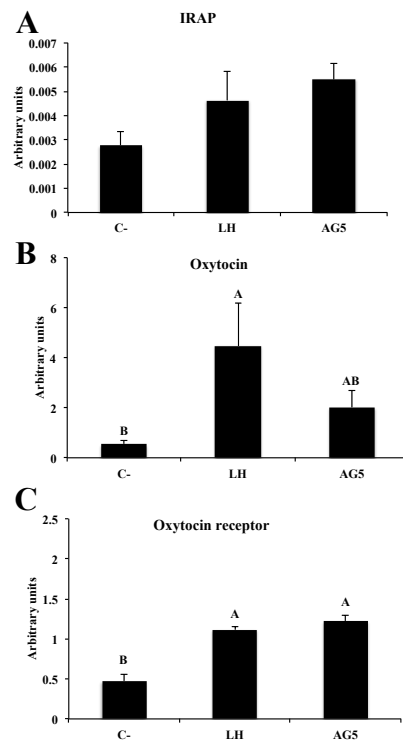 A
IRAP
Arbitrary units
0.007
0.006
0.005
0.004
0.003
0.002
0.001
0
C- LH AG5
B
Oxytocin
Arbitrary units
8
6
4
2
0
B A AB
C- LH AG5
C
Oxytocin receptor
Arbitrary units
2.5
2
1.5
1
0.5
0
B A A
C- LH AG5